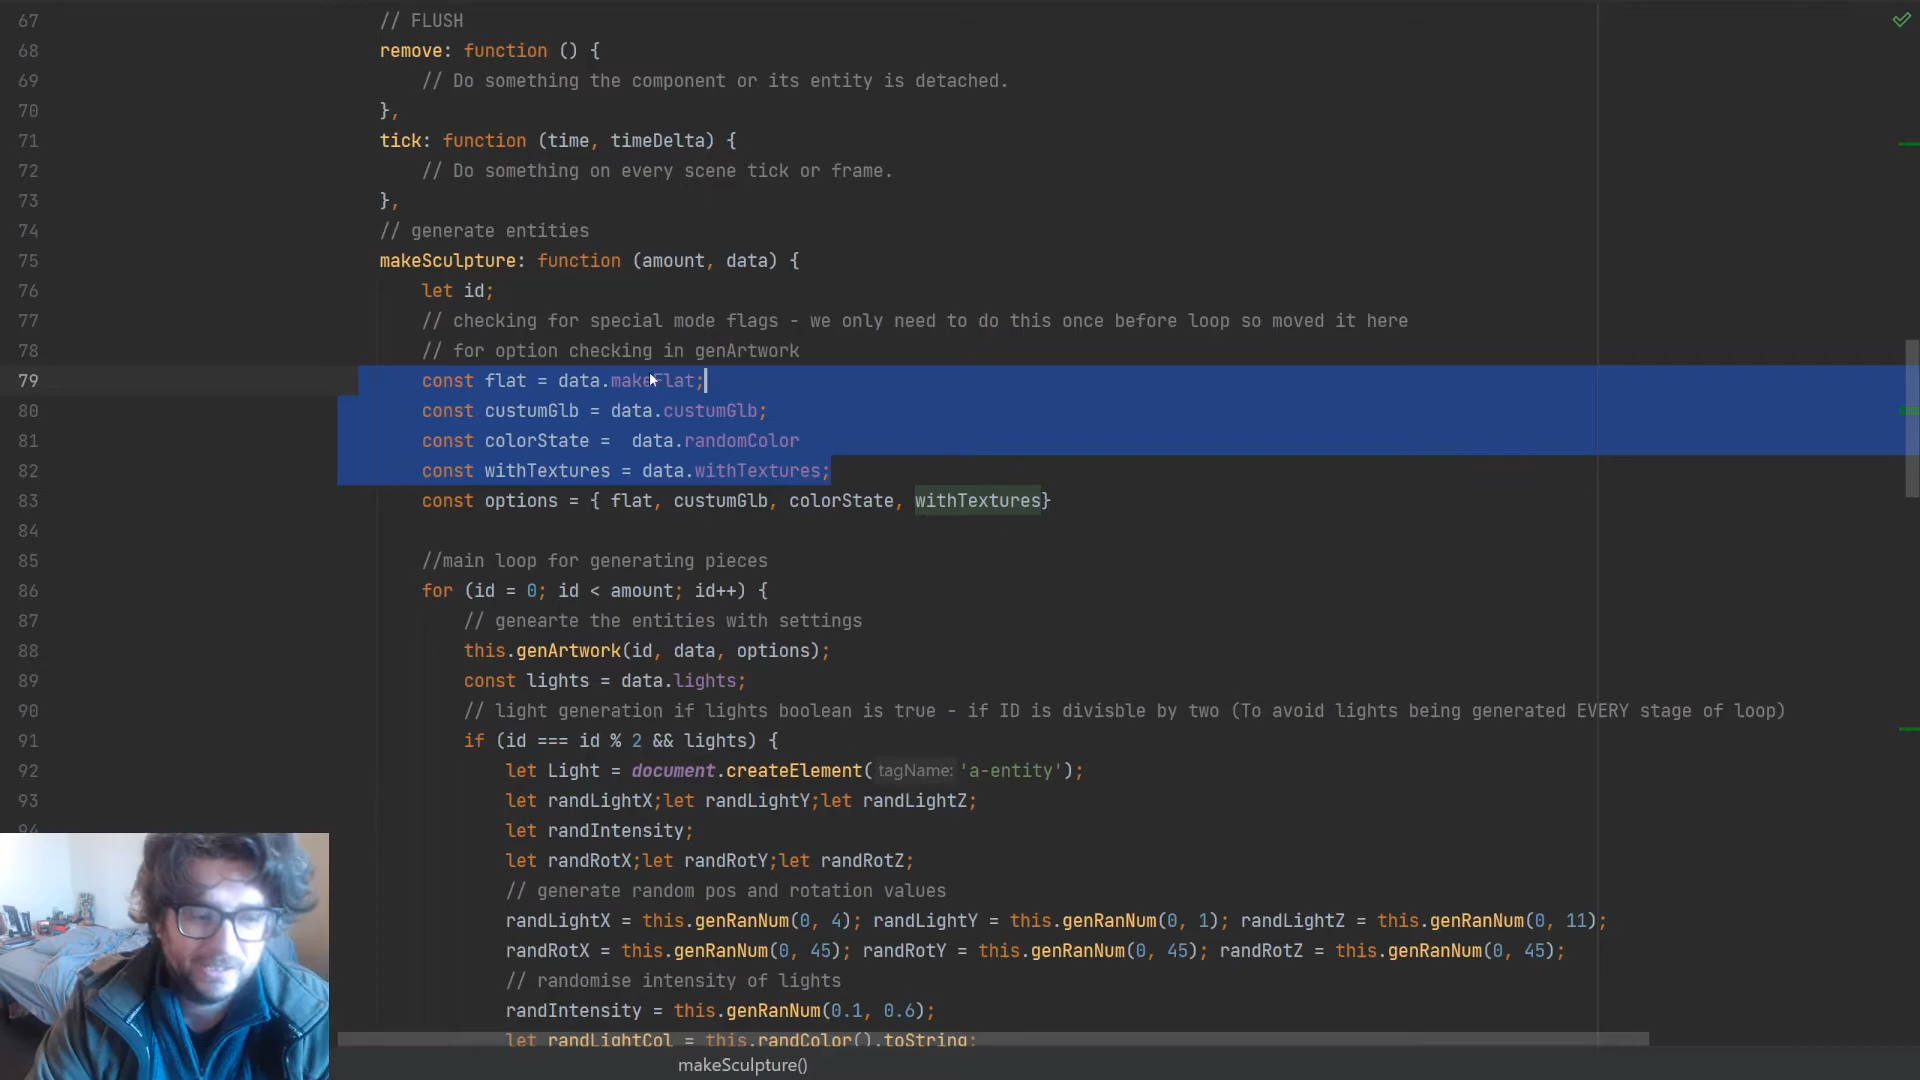 67 // FLUSH
68 remove: function () {
69 // Do something the component or its entity is detached.
70 },
71 tick: function (time, timeDelta) {
72 // Do something on every scene tick or frame.
73 },
74 // generate entities
75 makeSculpture: function (amount, data) {
76 let id;
77 // checking for special mode flags - we only need to do this once before loop so moved it here
78 // for option checking in genArtwork
79 const flat = data.makeFlat;
80 const custumGlb = data.custumGlb;
81 const colorState =  data.randomColor
82 const withTextures = data.withTextures;
83 const options = { flat, custumGlb, colorState, withTextures}
84
85 //main loop for generating pieces
86 for (id = 0; id < amount; id++) {
87 // genearte the entities with settings
88 this.genArtwork(id, data, options);
89 const lights = data.lights;
90 // light generation if lights boolean is true - if ID is divisble by two (To avoid lights being generated EVERY stage of loop)
91 if (id === id % 2 && lights) {
92 let Light = document.createElement( tagName: 'a-entity');
93 let randLightX;let randLightY;let randLightZ;
94 let randIntensity;
let randRotX;let randRotY;let randRotZ;
// generate random pos and rotation values
randLightX = this.genRanNum(0, 4); randLightY = this.genRanNum(0, 1); randLightZ = this.genRanNum(0, 11);
randRotX = this.genRanNum(0, 45); randRotY = this.genRanNum(0, 45); randRotZ = this.genRanNum(0, 45);
// randomise intensity of lights
randIntensity = this.genRanNum(0.1, 0.6);
let randLightCol = this.randColor().toString;
makeSculpture()